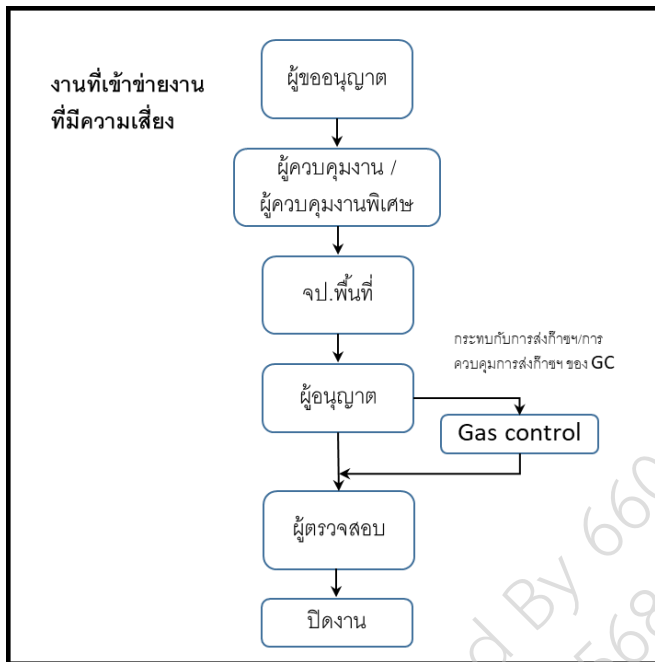 งานที่เข้าข่ายงาน
ที่มีความเสี่ยง
ผู้ขออนุญาต
ผู้ควบคุมงาน /
ผู้ควบคุมงานพิเศษ
จป.พื้นที่
กระทบกับการส่งก๊าซฯ/การ
ควบคุมการส่งก๊าซฯ ของ GC
ผู้อนุญาต
Gas control
ผู้ตรวจสอบ
ปิดงาน
d By 660
568